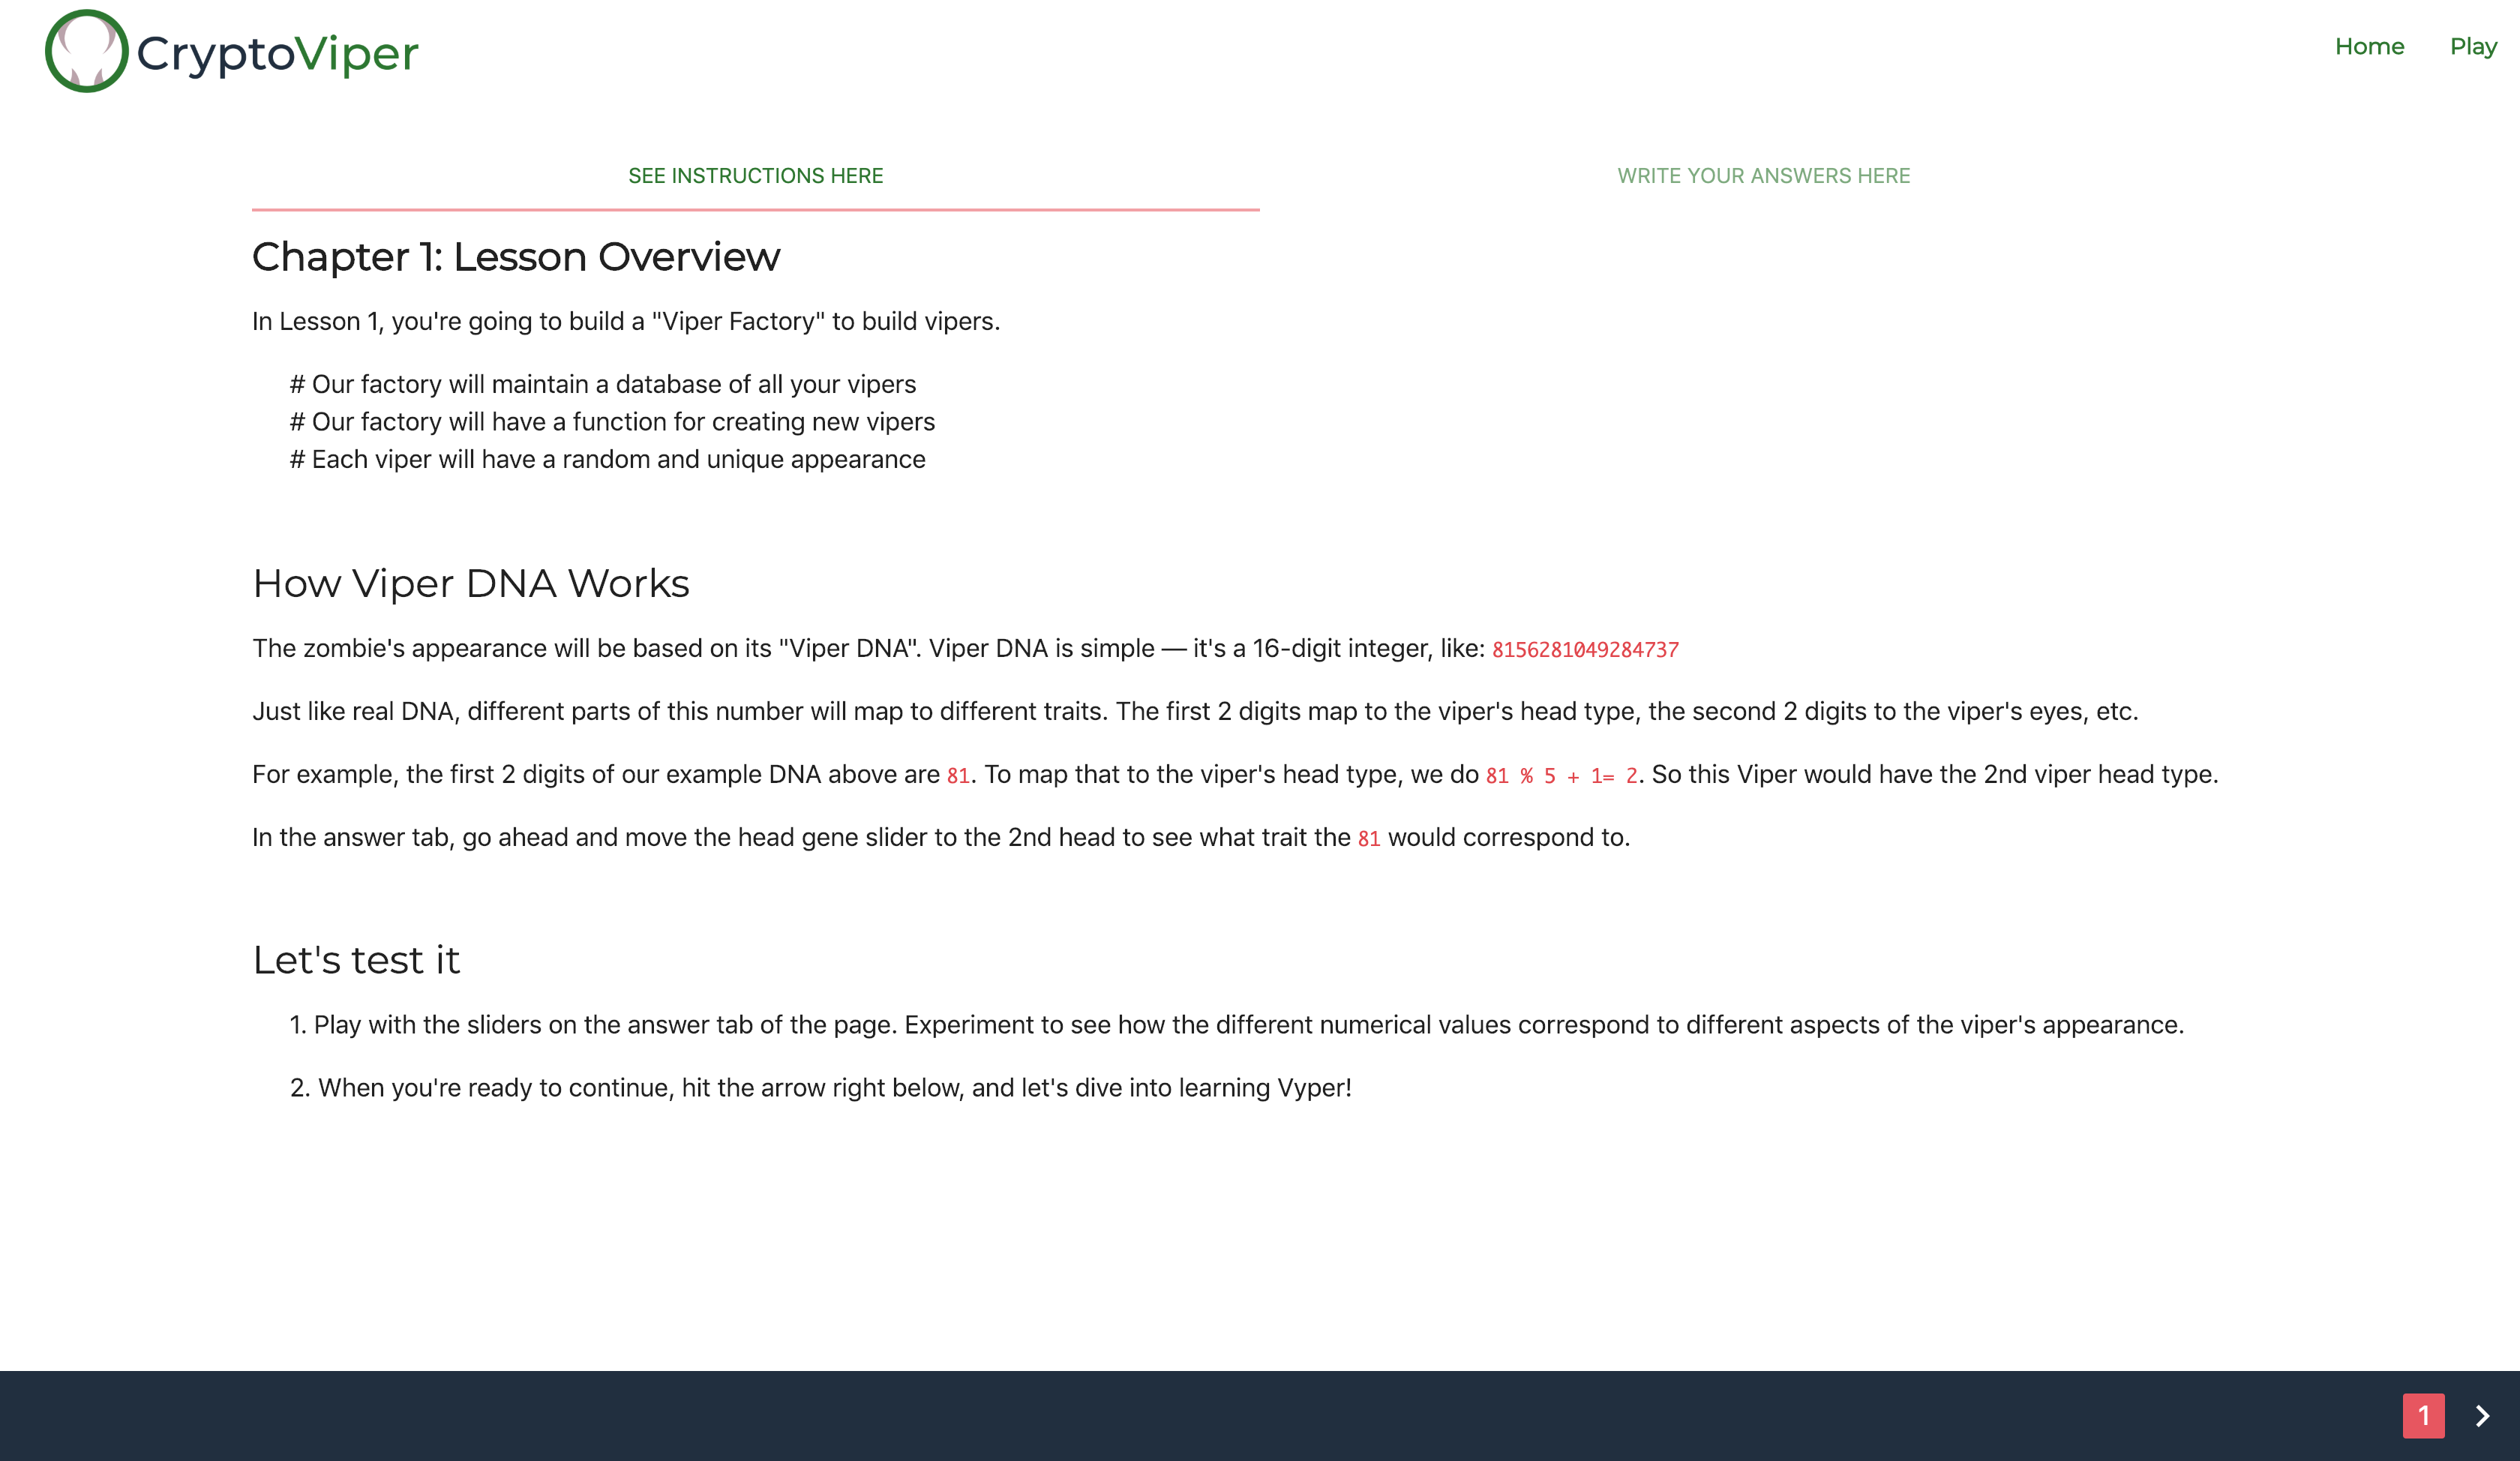 CryptoViper
Home Play
SEE INSTRUCTIONS HERE
WRITE YOUR ANSWERS HERE
Chapter 1: Lesson Overview
In Lesson 1, you're going to build a "Viper Factory" to build vipers.
# Our factory will maintain a database of all your vipers
# Our factory will have a function for creating new vipers
# Each viper will have a random and unique appearance
How Viper DNA Works
The zombie's appearance will be based on its "Viper DNA". Viper DNA is simple — it's a 16-digit integer, like: 8156281049284737
Just like real DNA, different parts of this number will map to different traits. The first 2 digits map to the viper's head type, the second 2 digits to the viper's eyes, etc.
For example, the first 2 digits of our example DNA above are 81. To map that to the viper's head type, we do 81 % 5 + 1= 2. So this Viper would have the 2nd viper head type.
In the answer tab, go ahead and move the head gene slider to the 2nd head to see what trait the 81 would correspond to.
Let's test it
1. Play with the sliders on the answer tab of the page. Experiment to see how the different numerical values correspond to different aspects of the viper's appearance.
2. When you're ready to continue, hit the arrow right below, and let's dive into learning Vyper!
1